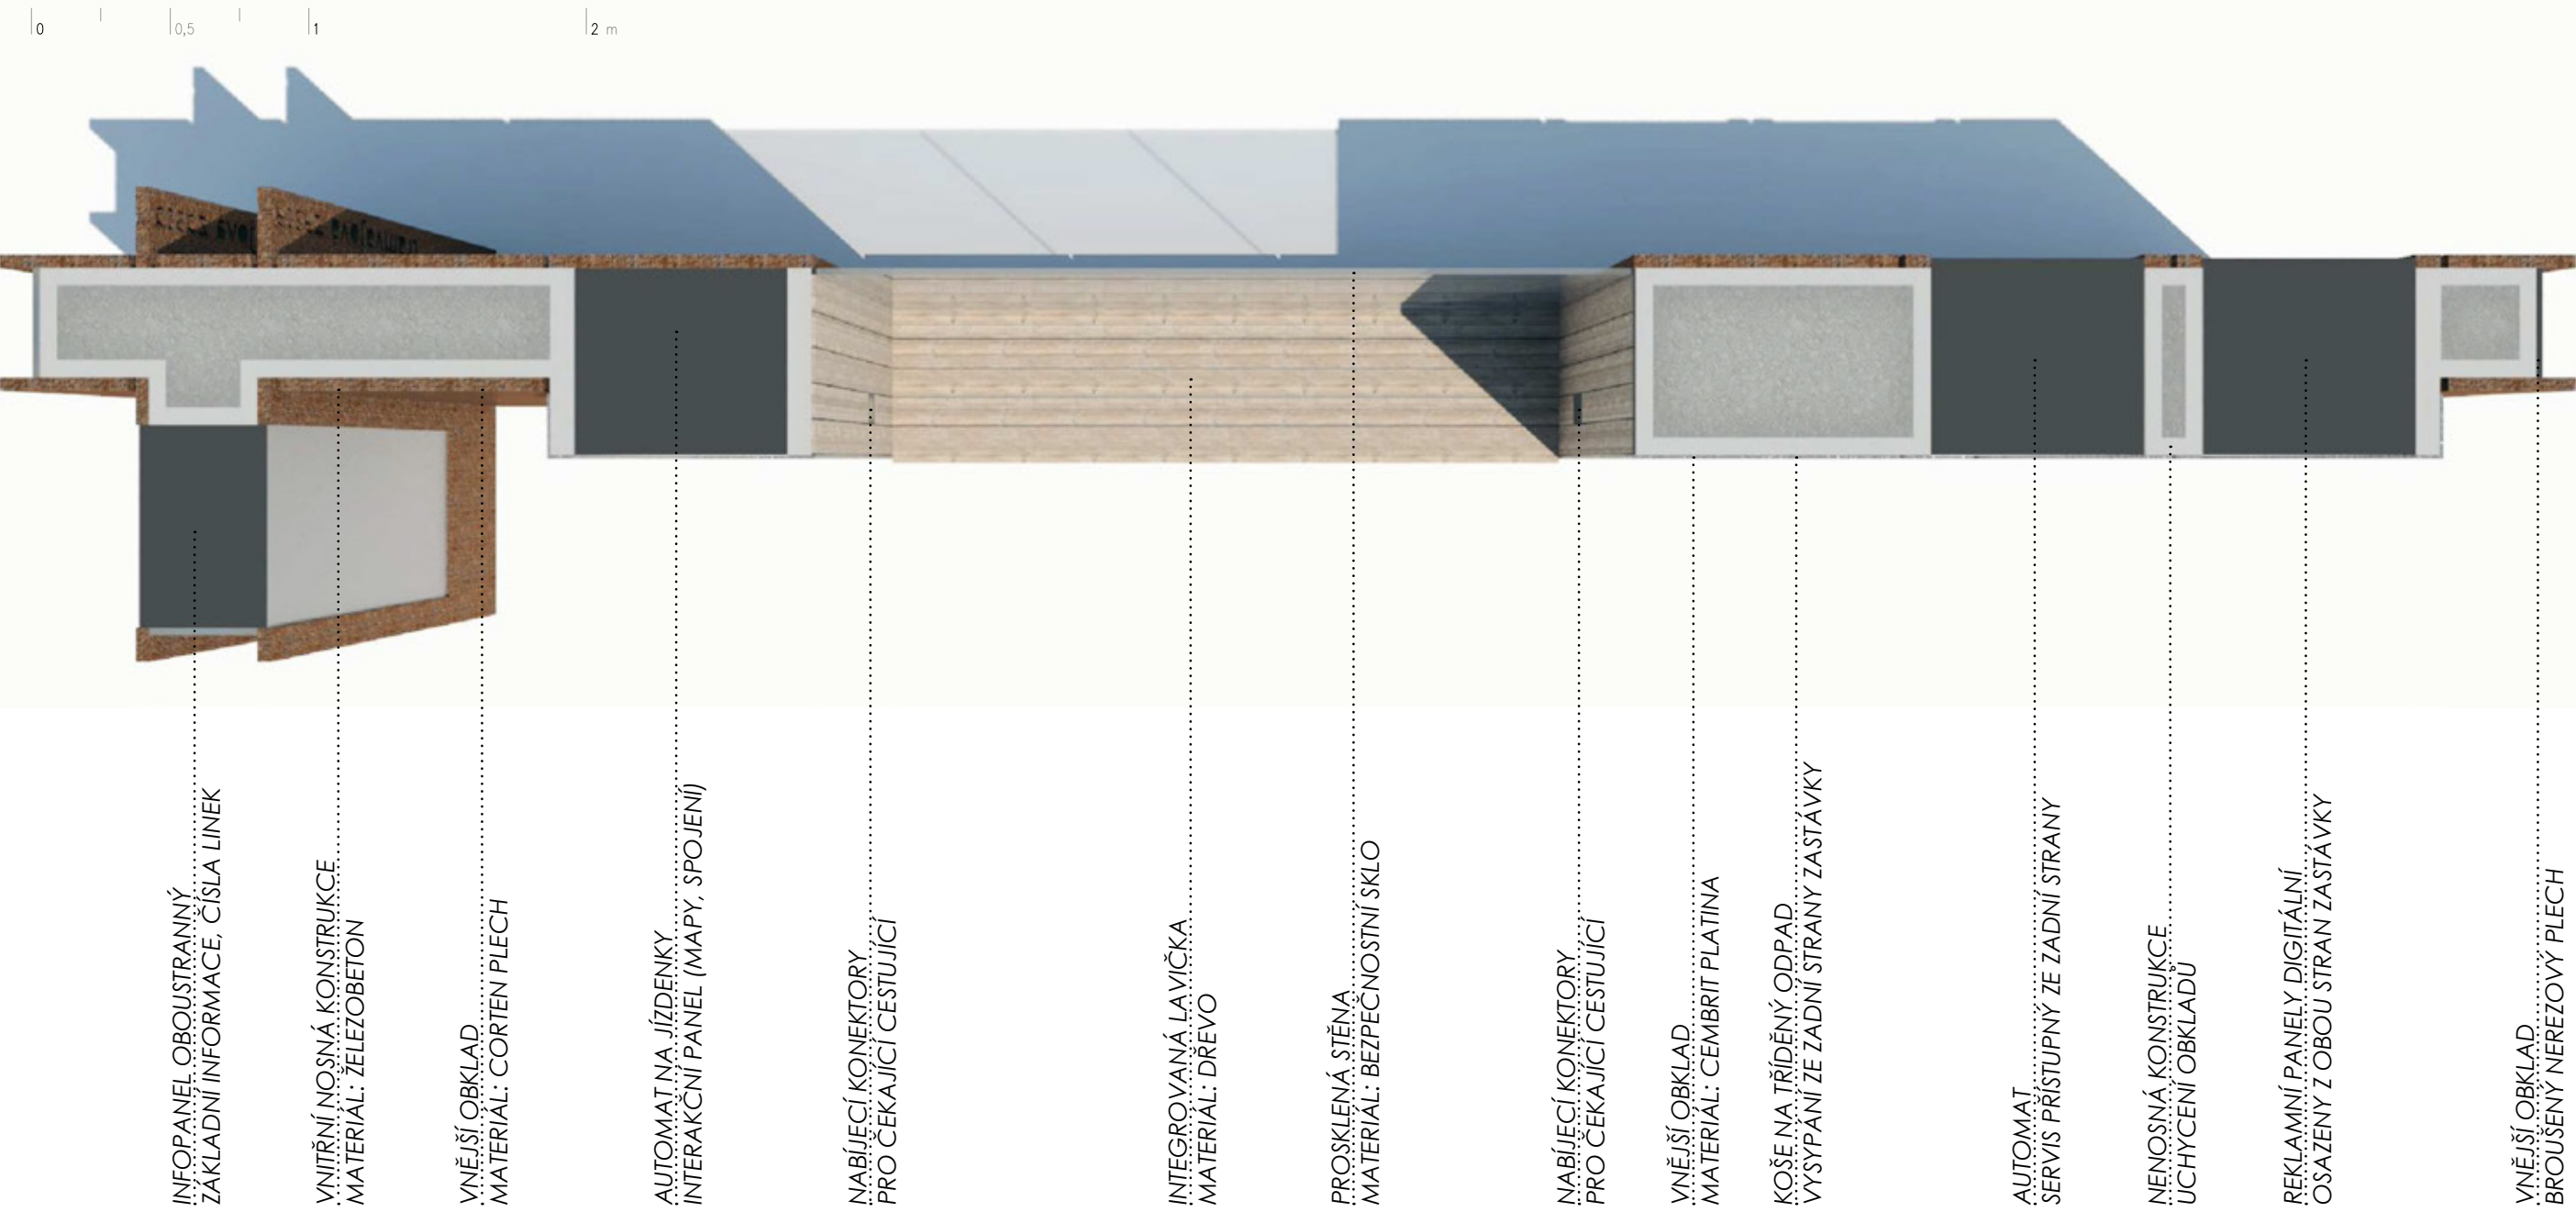 0
0,5
1
2 m
INFOPANEL OBOUSTRANNÝ
ZÁKLADNÍ INFORMACE, ČÍSLA LINEK
VNITŘNÍ NOSNÁ KONSTRUKCE
MATERIÁL: ŽELEZOBETON
VNĚJŠÍ OBKLAD
MATERIÁL: CORTEN PLECH
AUTOMAT NA JÍZDENKY
INTERAKČNÍ PANEL (MAPY, SPOJENÍ)
NABÍJECÍ KONEKTORY
PRO ČEKAJÍCÍ CESTUJÍCÍ
INTEGROVANÁ LAVIČKA
MATERIÁL: DŘEVO
PROSKLENÁ STĚNA
MATERIÁL: BEZPEČNOSTNÍ SKLO
NABÍJECÍ KONEKTORY
PRO ČEKAJÍCÍ CESTUJÍCÍ
VNĚJŠÍ OBKLAD
MATERIÁL: CEMBRIT PLATINA
KOŠE NA TŘÍDĚNÝ ODPAD
VYSYPÁNÍ ZE ZADNÍ STRANY ZASTÁVKY
AUTOMAT
SERVIS PŘÍSTUPNÝ ZE ZADNÍ STRANY
NENOSNÁ KONSTRUKCE
UCHYCENÍ OBKLADŮ
REKLAMNÍ PANELY DIGITÁLNÍ
OSAZENY Z OBOU STRAN ZASTÁVKY
VNĚJŠÍ OBKLAD
BROUŠENÝ NEREZOVÝ PLECH